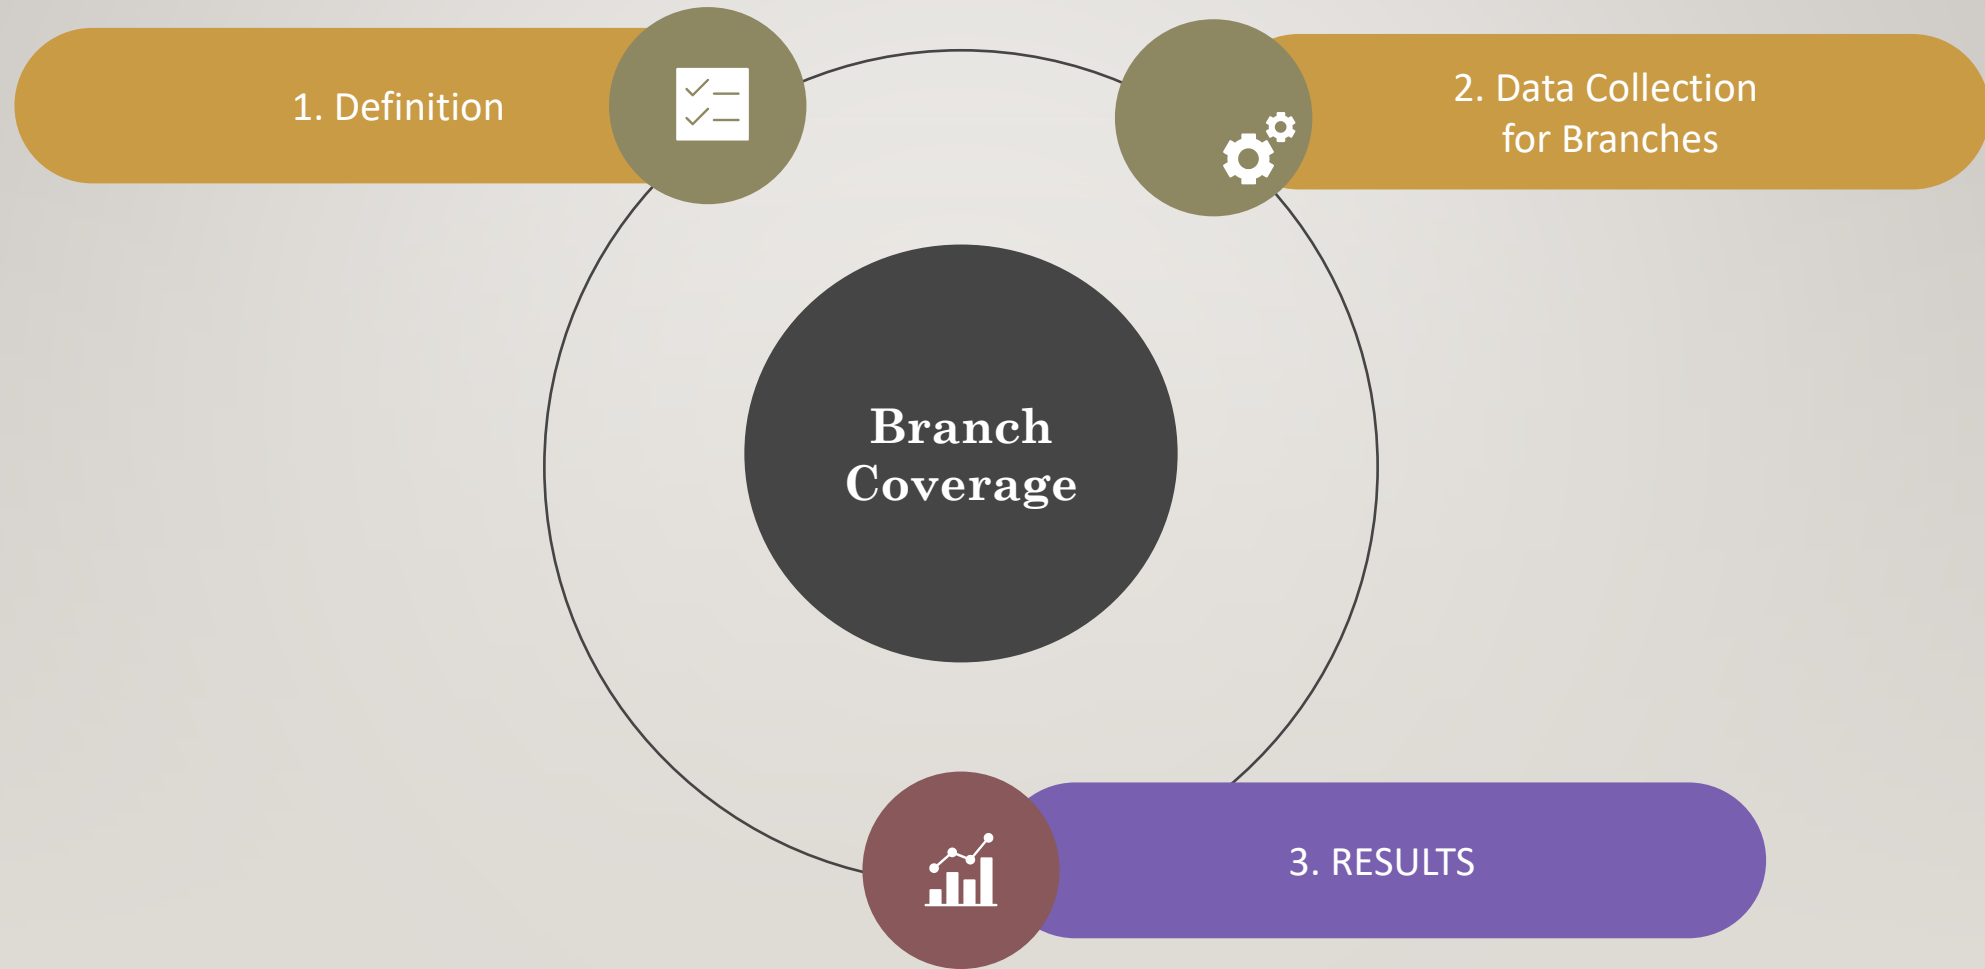 1. Definition
2. Data Collection
for Branches
Branch
Coverage
3. RESULTS